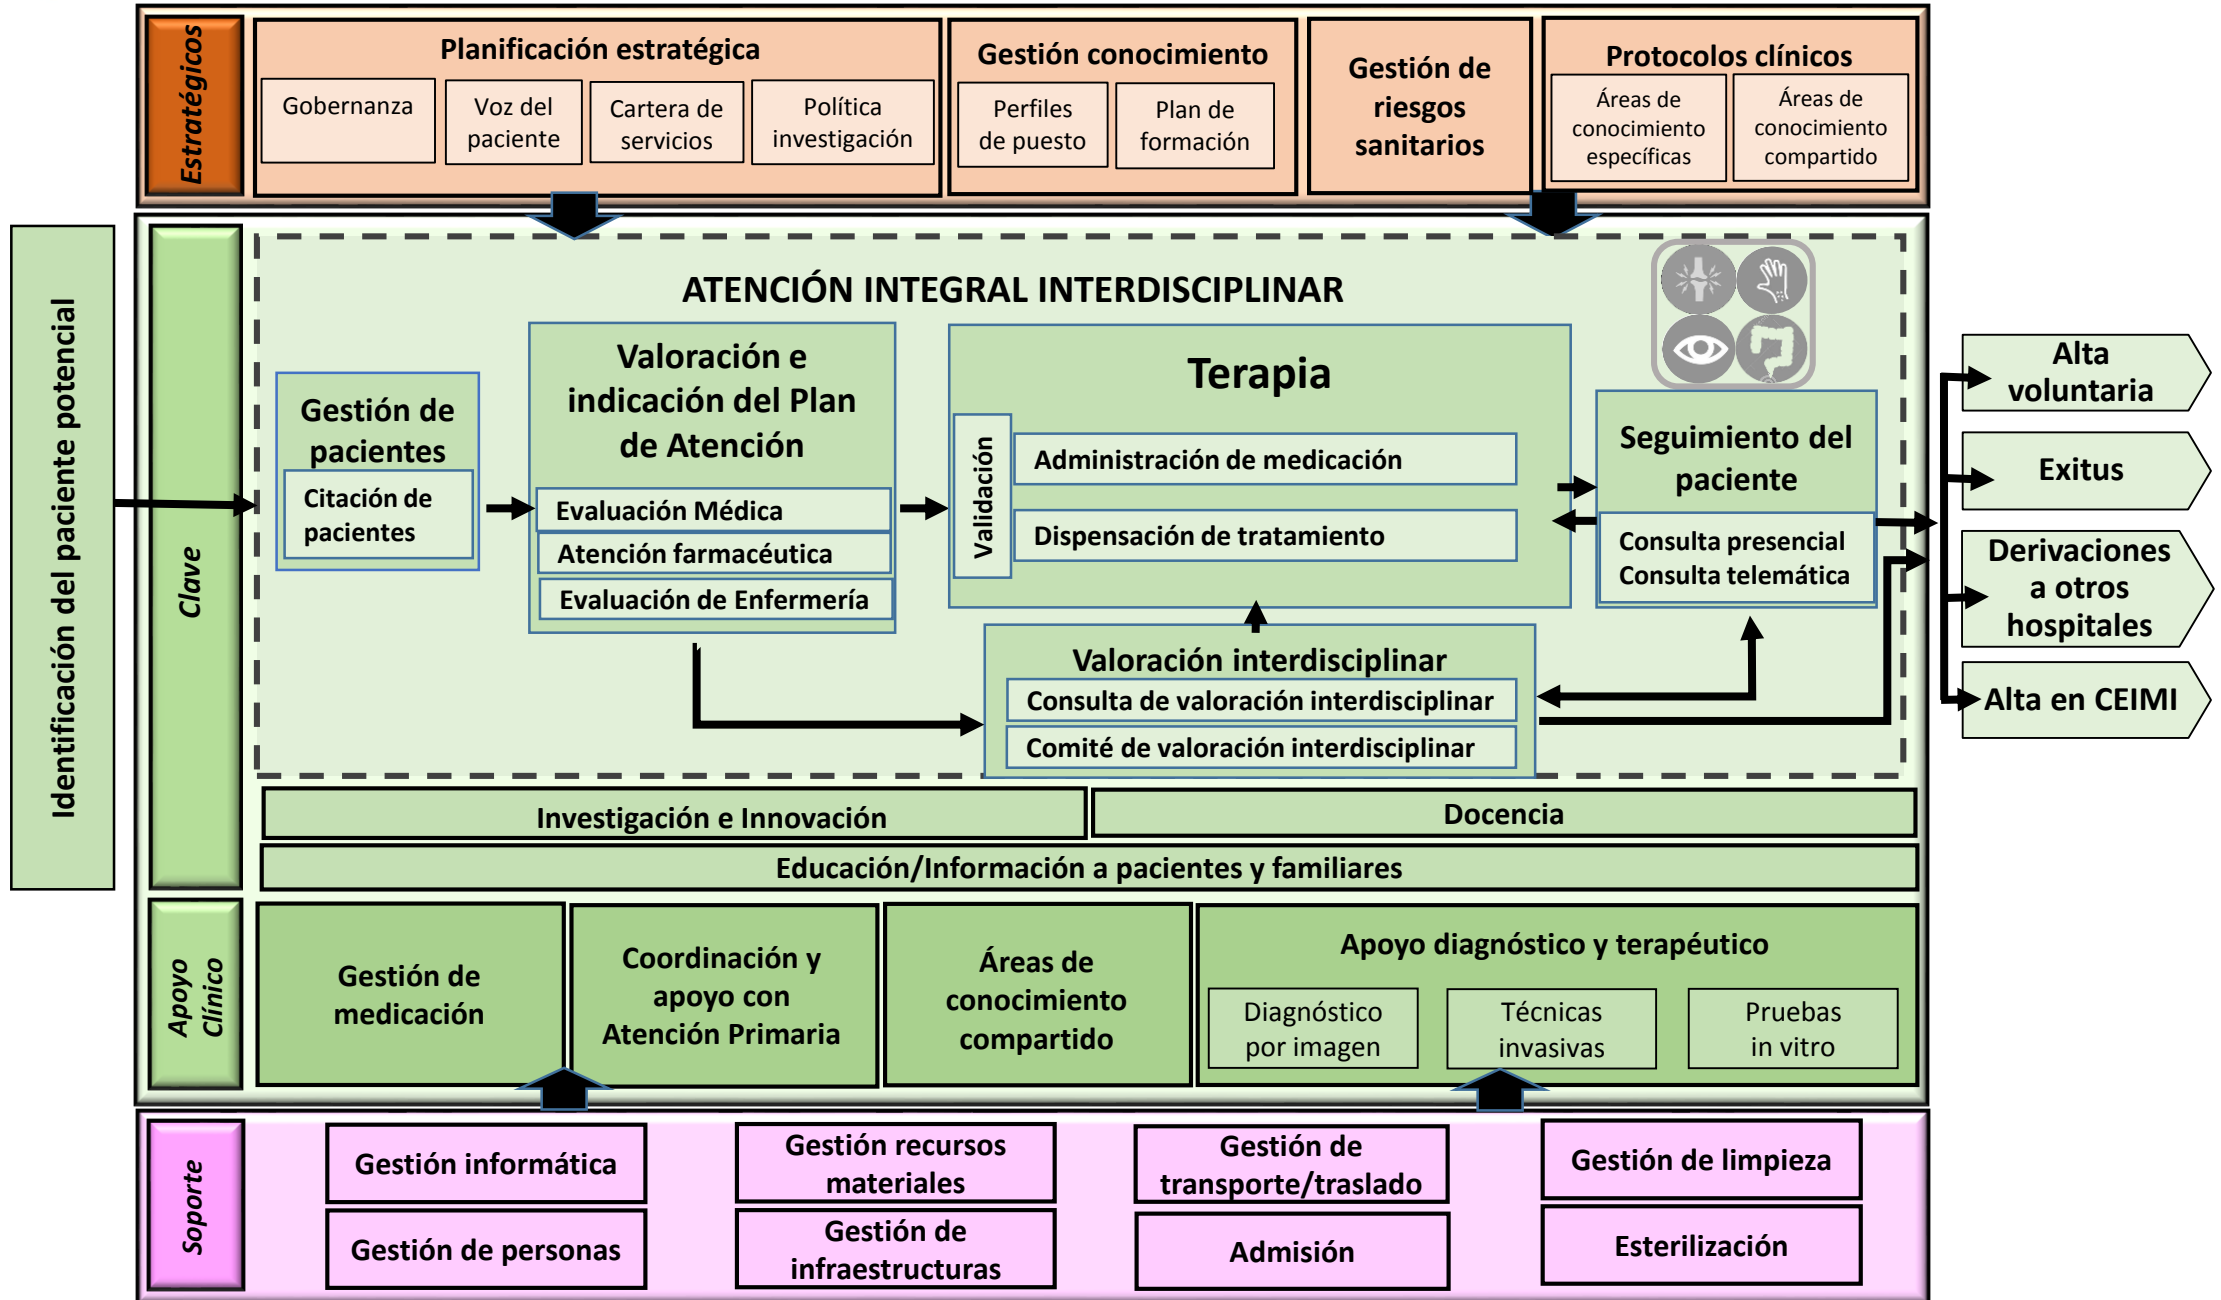 Estratégicos
Planificación estratégica
Gobernanza
Voz del
paciente
Cartera de
servicios
Política
investigación
Gestión conocimiento
Perfiles
de puesto
Plan de
formación
Gestión de
riesgos
sanitarios
Protocolos clínicos
Áreas de
conocimiento
específicas
Áreas de
conocimiento
compartido
Identificación del paciente potencial
Clave
ATENCIÓN INTEGRAL INTERDISCIPLINAR
Gestión de
pacientes
Citación de
pacientes
Valoración e
indicación del Plan
de Atención
Evaluación Médica
Atención farmacéutica
Evaluación de Enfermería
Terapia
Validación
Administración de medicación
Dispensación de tratamiento
Seguimiento del
paciente
Consulta presencial
Consulta telemática
Valoración interdisciplinar
Consulta de valoración interdisciplinar
Comité de valoración interdisciplinar
Alta
voluntaria
Exitus
Derivaciones
a otros
hospitales
Alta en CEIMI
Investigación e Innovación
Docencia
Educación/Información a pacientes y familiares
Apoyo
Clínico
Gestión de
medicación
Coordinación y
apoyo con
Atención Primaria
Áreas de
conocimiento
compartido
Apoyo diagnóstico y terapéutico
Diagnóstico
por imagen
Técnicas
invasivas
Pruebas
in vitro
Soporte
Gestión informática
Gestión recursos
materiales
Gestión de
transporte/traslado
Gestión de limpieza
Gestión de personas
Gestión de
infraestructuras
Admisión
Esterilización